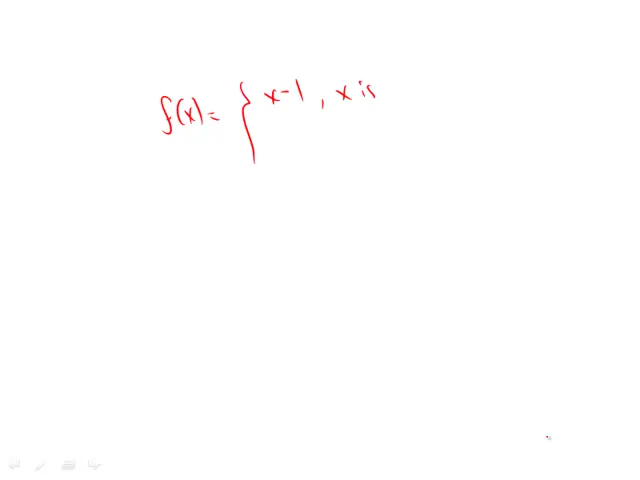 f(x) = { x-1 , x is